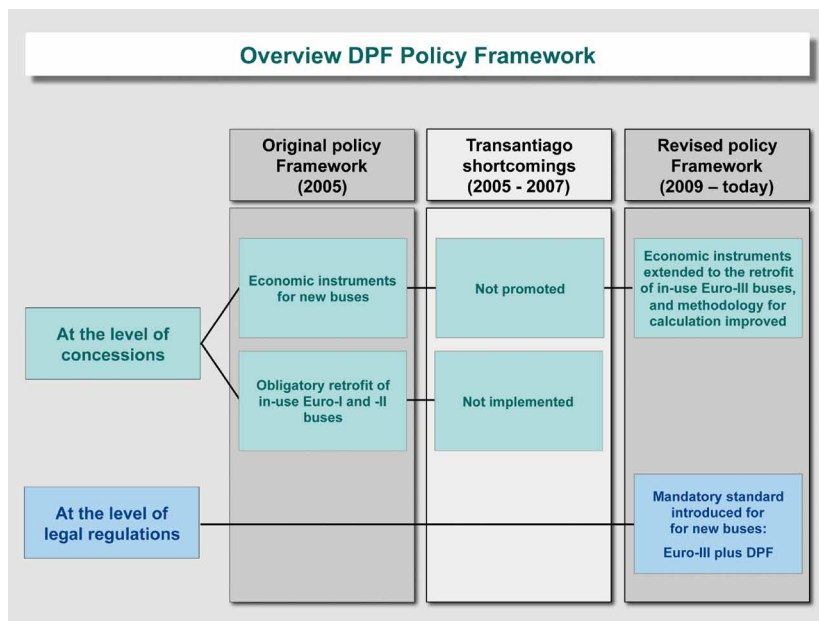 Overview DPF Policy Framework
Original policy
Framework
(2005)
Transantiago
shortcomings
(2005 - 2007)
Revised policy
Framework
(2009 – today)
At the level of
concessions
Economic instruments
for new buses
Not promoted
Economic instruments
extended to the retrofit
of in-use Euro-III buses,
and methodology for
calculation improved
Obligatory retrofit of
in-use Euro-I and -II
buses
Not implemented
At the level of
legal regulations
Mandatory standard
introduced for
for new buses:
Euro-III plus DPF